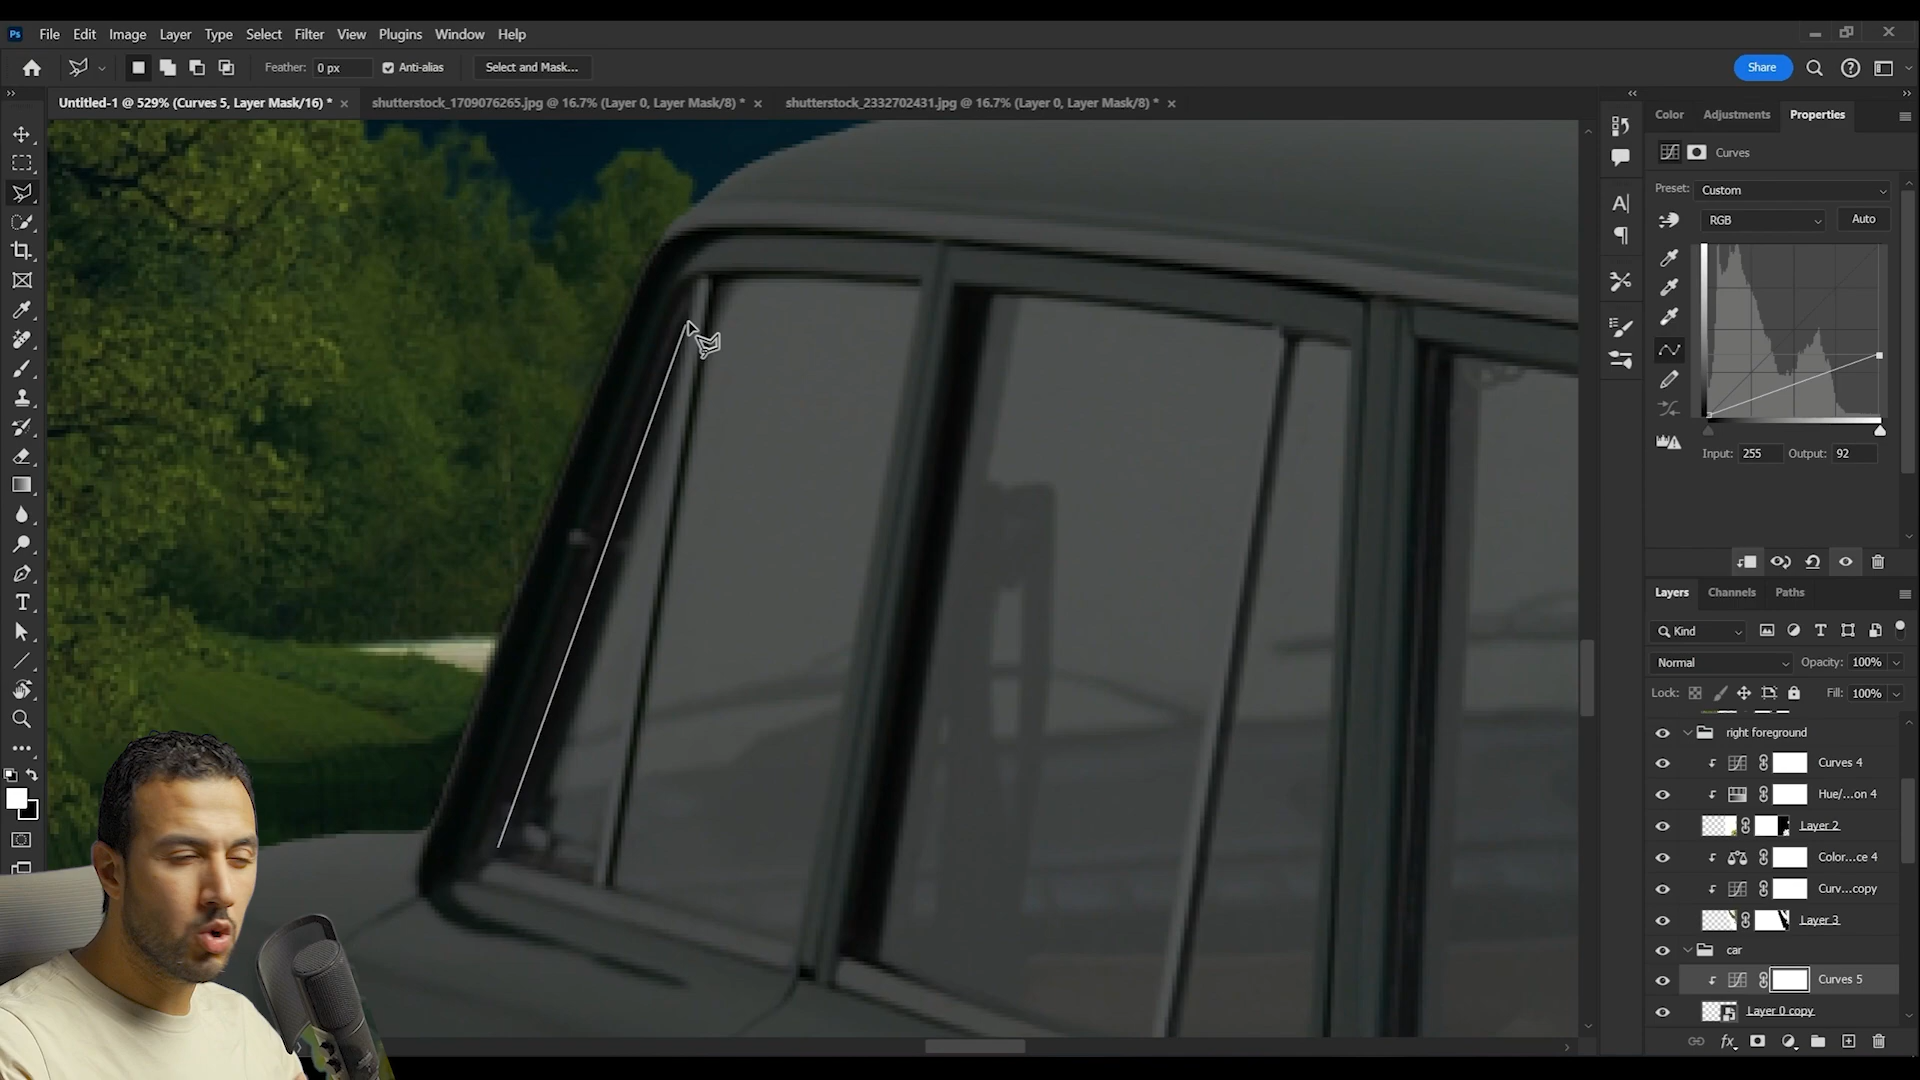 Ps File Edit Image Layer Type Select Filter View Plugins Window Help
Feather: 0 px Anti-alias Select and Mask... Share
Untitled-1 @ 529% (Curves 5, Layer Mask/16) * × shutterstock_1709076265.jpg @ 16.7% (Layer 0, Layer Mask/8) * × shutterstock_2332702431.jpg @ 16.7% (Layer 0, Layer Mask/8) * ×
Color Adjustments Properties
Curves
Preset: Custom
RGB Auto
Input: 255 Output: 92
Layers Channels Paths
Kind
Normal Opacity: 100%
Lock: Fill: 100%
right foreground
Curves 4
Hue/...on 4
Layer 2
Color...ce 4
Curv...copy
Layer 3
car
Curves 5
Layer 0 copy